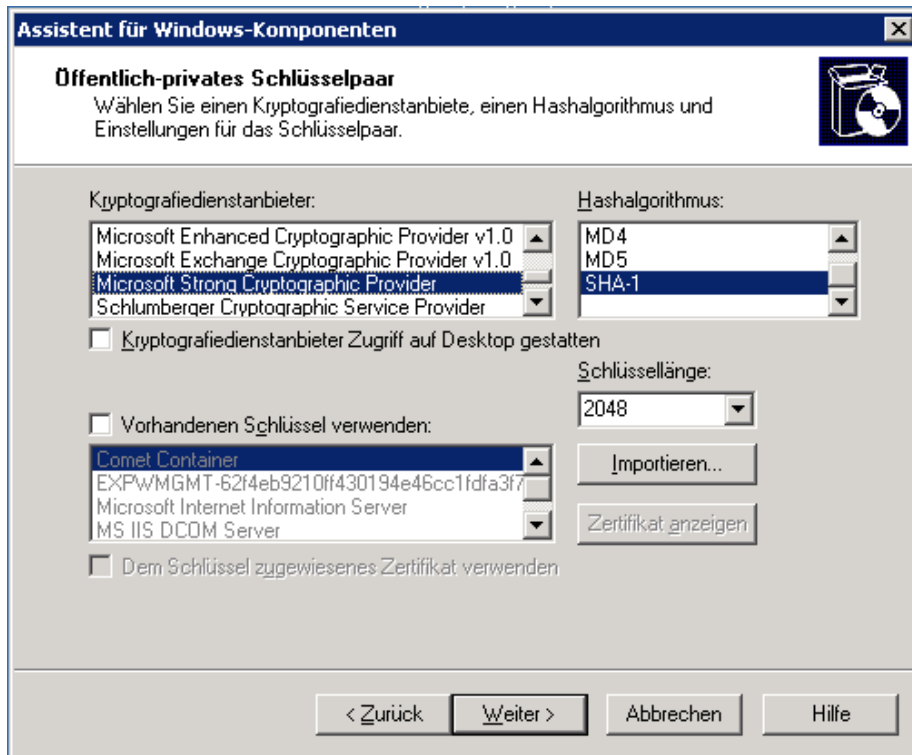 Assistent für Windows-Komponenten
Öffentlich-privates Schlüsselpaar
Wählen Sie einen Kryptografiedienstanbiete, einen Hashalgorithmus und
Einstellungen für das Schlüsselpaar.
Kryptografiedienstanbieter:
Microsoft Enhanced Cryptographic Provider v1.0
Microsoft Exchange Cryptographic Provider v1.0
Microsoft Strong Cryptographic Provider
Schlumberger Cryptographic Service Provider
Hashalgorithmus:
MD4
MD5
SHA-1
Kryptografiedienstanbieter Zugriff auf Desktop gestatten
Schlüssellänge:
2048
Vorhandenen Schlüssel verwenden:
Comet Container
EXPWMGMT-62f4eb9210ff430194e46cc1fdfa3f7
Microsoft Internet Information Server
MS IIS DCOM Server
Importieren...
Zertifikat anzeigen
Dem Schlüssel zugewiesenes Zertifikat verwenden
< Zurück
Weiter >
Abbrechen
Hilfe